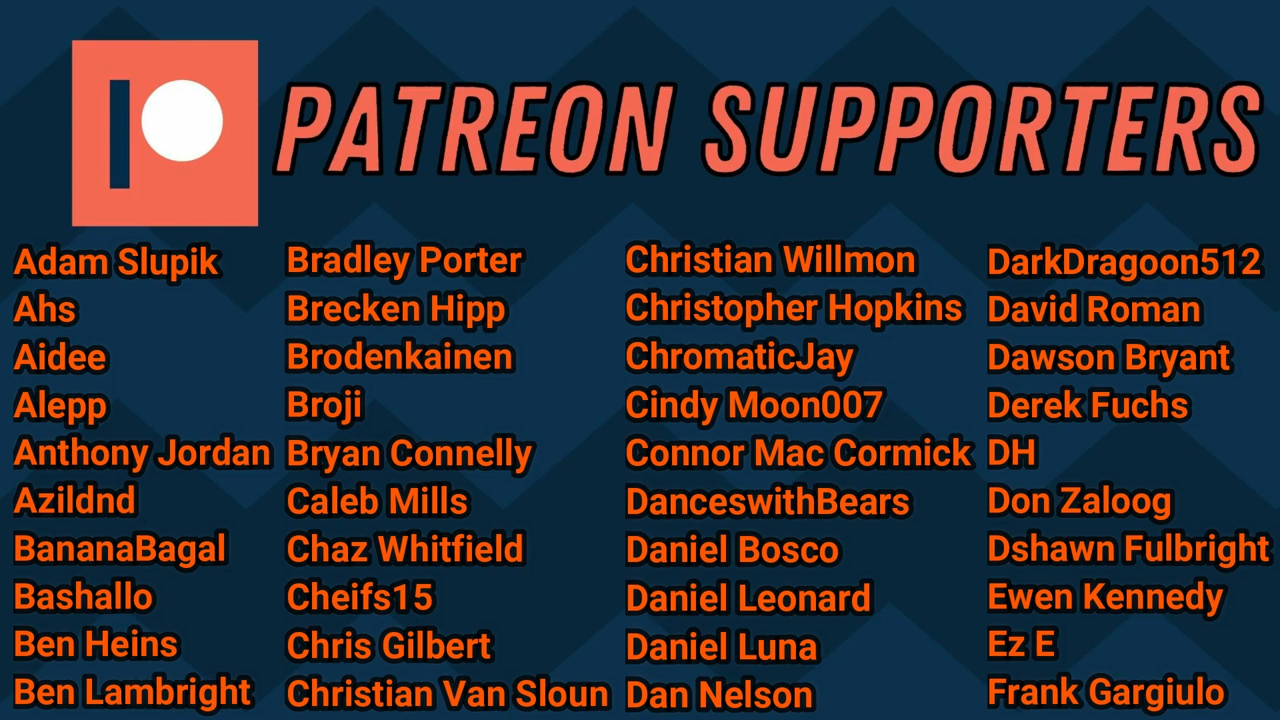 PATREON SUPPORTERS
Adam Slupik
Ahs
Aidee
Alepp
Anthony Jordan
Azildnd
BananaBagal
Bashallo
Ben Heins
Ben Lambright
Bradley Porter
Brecken Hipp
Brodenkainen
Broji
Bryan Connelly
Caleb Mills
Chaz Whitfield
Cheifs15
Chris Gilbert
Christian Van Sloun
Christian Willmon
Christopher Hopkins
ChromaticJay
Cindy Moon007
Connor Mac Cormick
DanceswithBears
Daniel Bosco
Daniel Leonard
Daniel Luna
Dan Nelson
DarkDragoon512
David Roman
Dawson Bryant
Derek Fuchs
DH
Don Zaloog
Dshawn Fulbright
Ewen Kennedy
Ez E
Frank Gargiulo